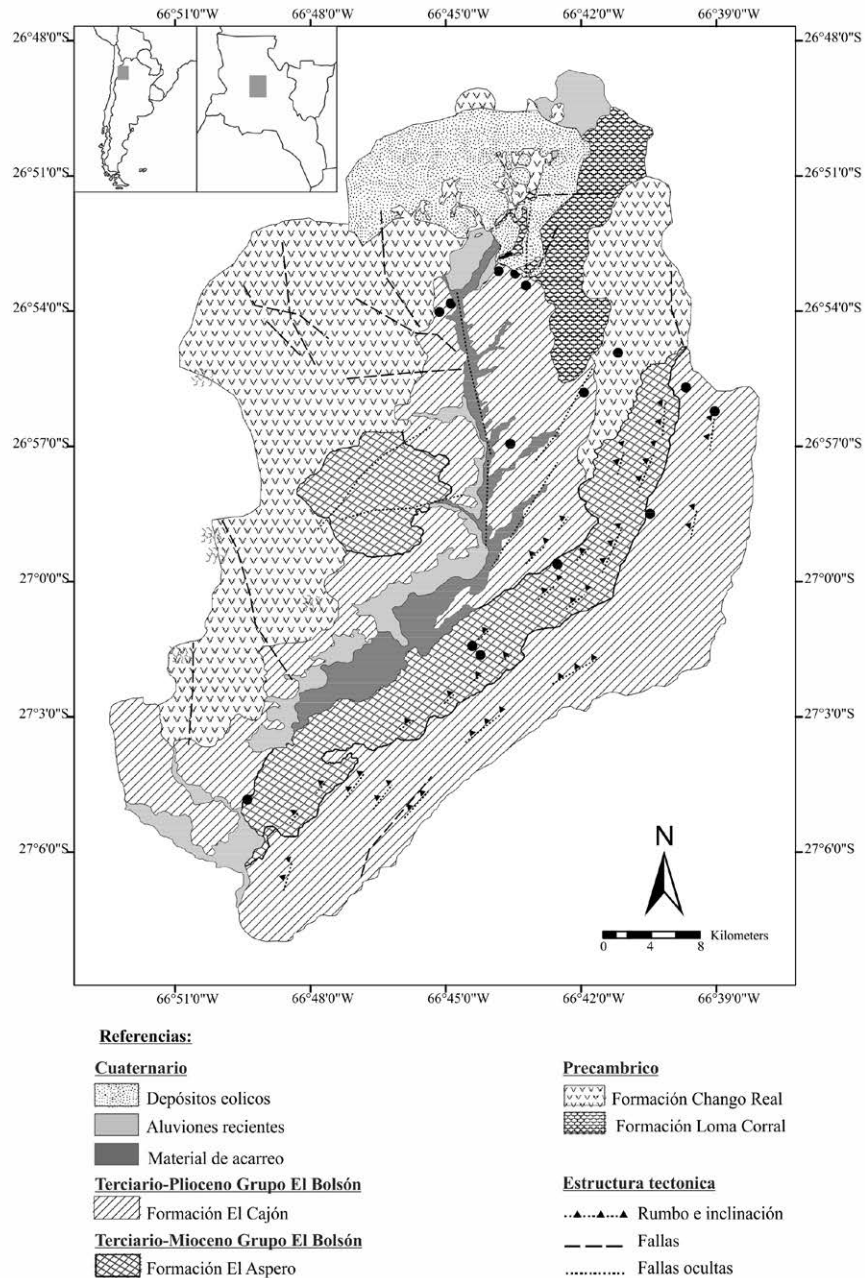 66°51'0"W 66°48'0"W 66°45'0"W 66°42'0"W 66°39'0"W
26°48'0"S 26°48'0"S
26°51'0"S 26°51'0"S
26°54'0"S 26°54'0"S
26°57'0"S 26°57'0"S
27°0'0"S 27°0'0"S
27°3'0"S 27°3'0"S
27°6'0"S 27°6'0"S
N
0 4 8 Kilometers
66°51'0"W 66°48'0"W 66°45'0"W 66°42'0"W 66°39'0"W
Referencias:
Cuaternario
Depósitos eolicos
Aluviones recientes
Material de acarreo
Terciario-Plioceno Grupo El Bolsón
Formación El Cajón
Terciario-Mioceno Grupo El Bolsón
Formación El Aspero
Precambrico
Formación Chango Real
Formación Loma Corral
Estructura tectonica
Rumbo e inclinación
Fallas
Fallas ocultas